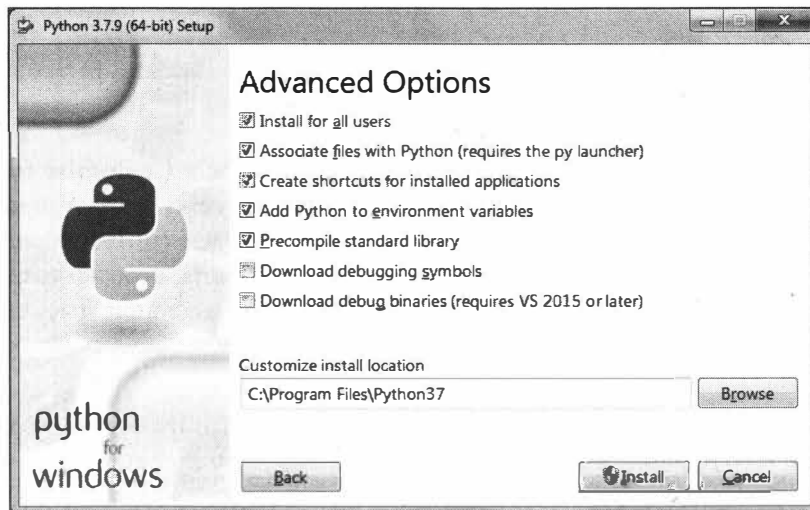 Python 3.7.9 (64-bit) Setup
Advanced Options
Install for all users
Associate files with Python (requires the py launcher)
Create shortcuts for installed applications
Add Python to environment variables
Precompile standard library
Download debugging symbols
Download debug binaries (requires VS 2015 or later)
Customize install location
C:\Program Files\Python37
Browse
python
for
windows
Back
Install
Cancel